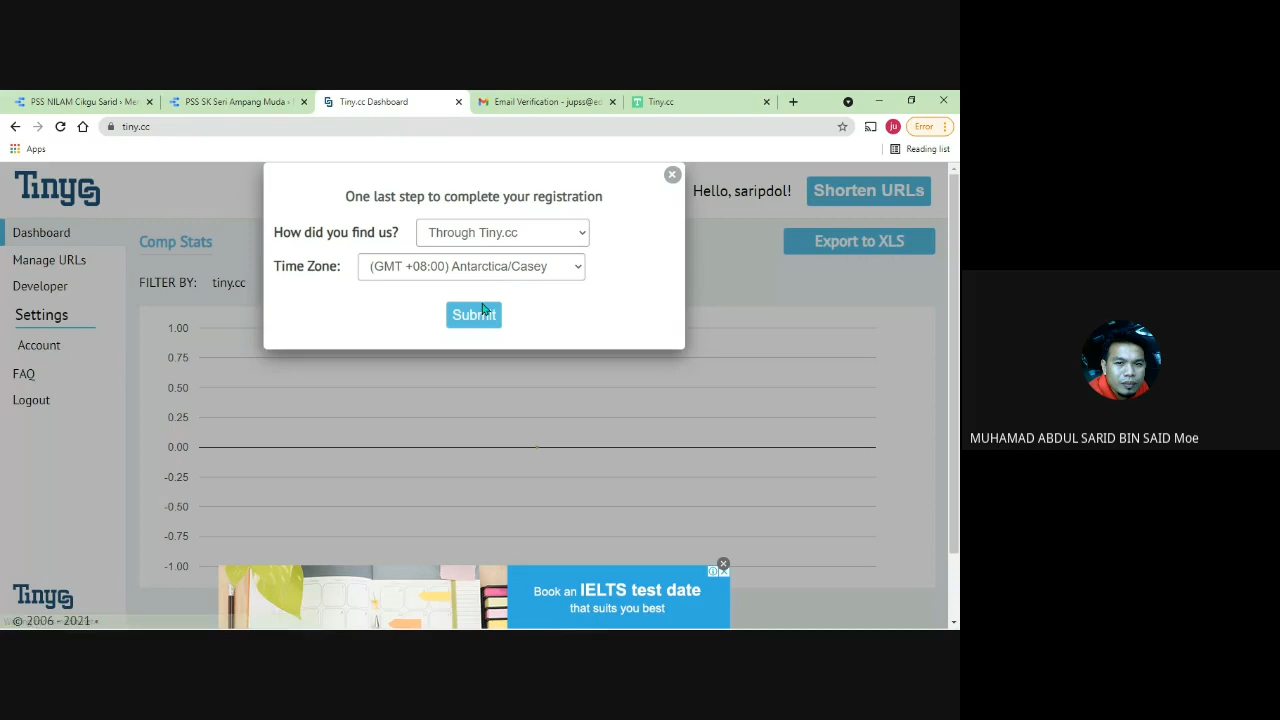 PSS NILAM Cikgu Sarid › Me
PSS SK Seri Ampang Muda ›
Tiny.cc Dashboard
Email Verification - jupss@e
Tiny.cc
tiny.cc
ju
Error
Apps
Reading list
Tiny
Hello, saripdol!
Shorten URLs
One last step to complete your registration
How did you find us?
Through Tiny.cc
Time Zone:
(GMT +08:00) Antarctica/Casey
Submit
Dashboard
Manage URLs
Developer
Settings
Account
FAQ
Logout
Comp Stats
Export to XLS
FILTER BY:
tiny.cc
1.00
0.75
0.50
0.25
0.00
-0.25
-0.50
-0.75
-1.00
Book an IELTS test date
that suits you best
Tiny
© 2006 - 2021
MUHAMAD ABDUL SARID BIN SAID Moe